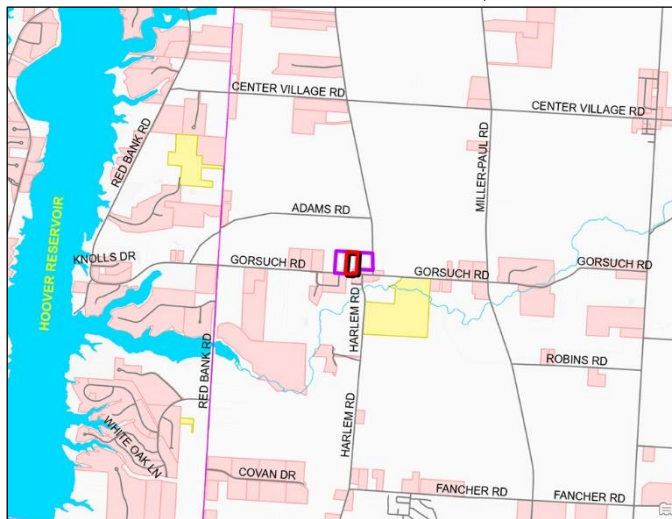 CENTER VILLAGE RD
CENTER VILLAGE RD
RED BANK RD
MILLER-PAUL RD
ADAMS RD
HOOVER RESERVOIR
KNOLLS DR
GORSUCH RD
GORSUCH RD
GORSUCH RD
HARLEM RD
RED BANK RD
ROBINS RD
HARLEM RD
WHITE OAK LN
COVAN DR
FANCHER RD
FANCHER RD